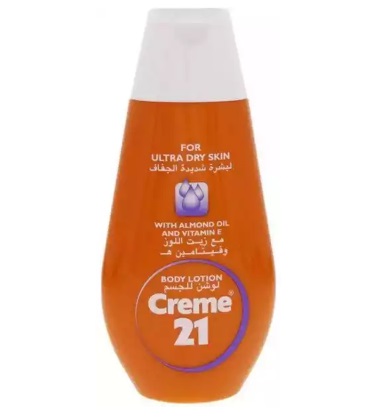 FOR
ULTRA DRY SKIN
لبشرة شديدة الجفاف
WITH ALMOND OIL
AND VITAMIN E
مع زيت اللوز
وفيتامين هـ
BODY LOTION
لوشن للجسم
Creme®
21